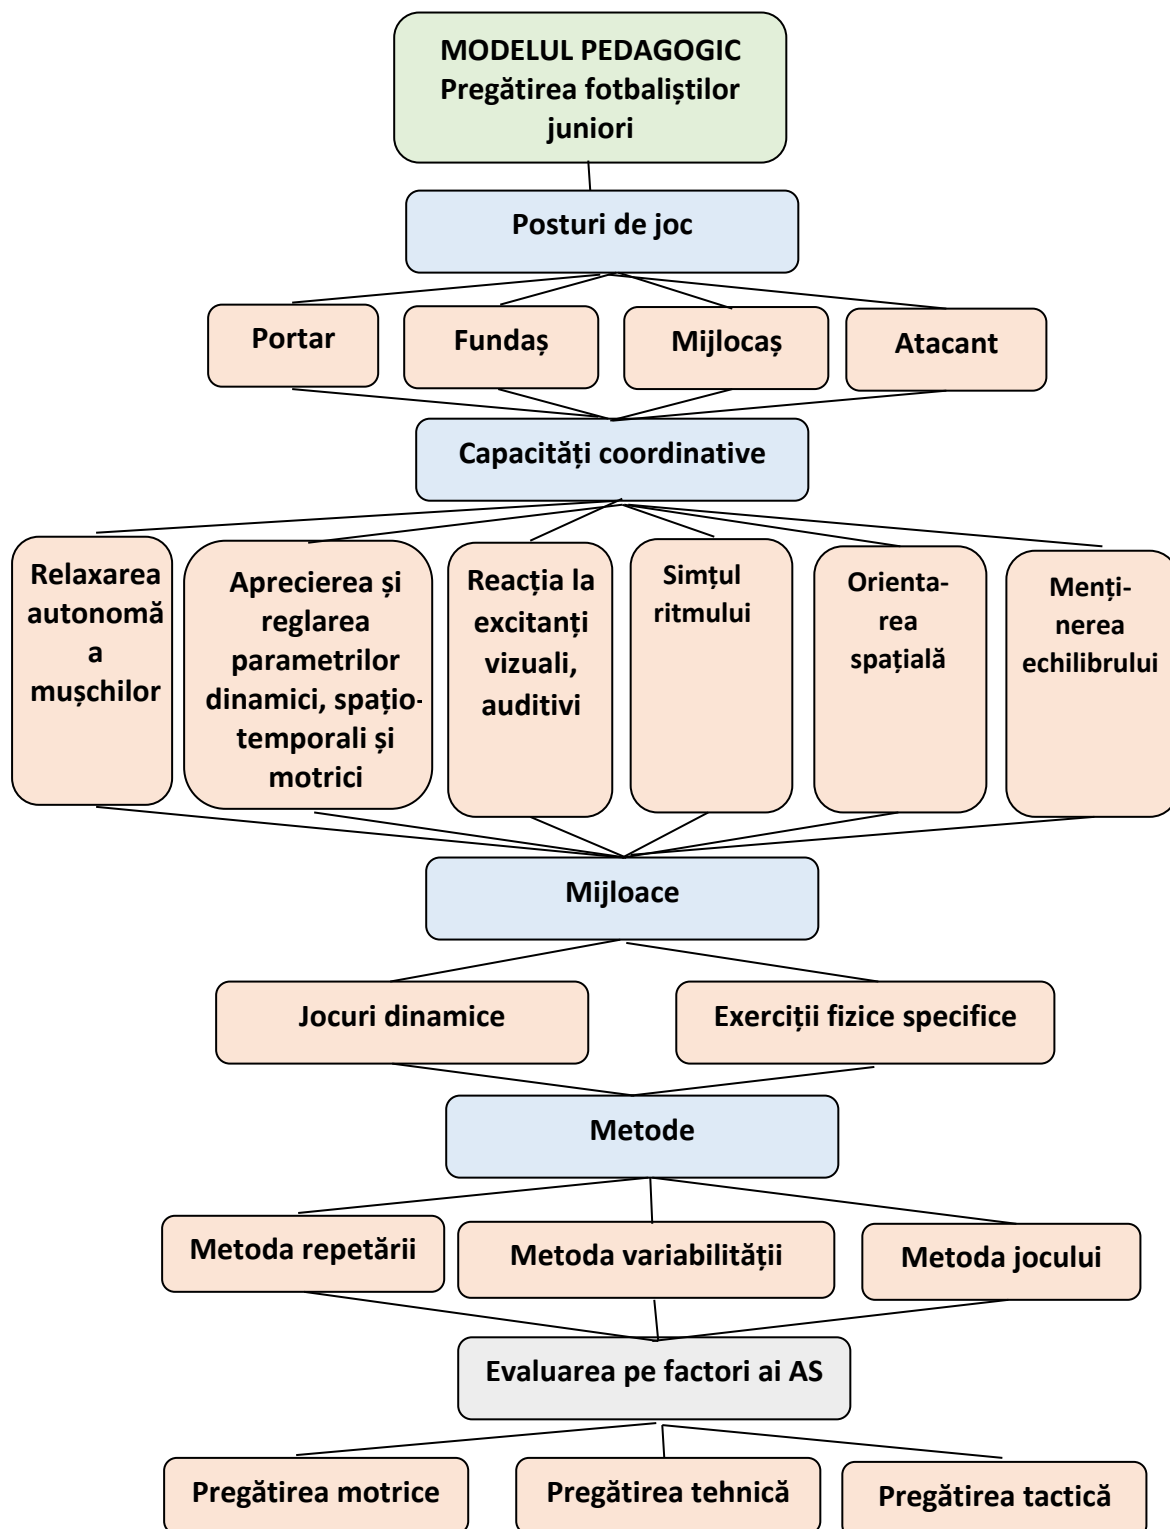 MODELUL PEDAGOGIC
Pregătirea fotbaliștilor
juniori
Posturi de joc
Portar
Fundaș
Mijlocaș
Atacant
Capacități coordinative
Relaxarea
autonomă
a
mușchilor
Aprecierea și
reglarea
parametrilor
dinamici, spațio-
temporali și
motrici
Reacția la
excitanți
vizuali,
auditivi
Simțul
ritmului
Orienta-
rea
spațială
Menți-
nerea
echilibrului
Mijloace
Jocuri dinamice
Exerciții fizice specifice
Metode
Metoda repetării
Metoda variabilității
Metoda jocului
Evaluarea pe factori ai AS
Pregătirea motrice
Pregătirea tehnică
Pregătirea tactică